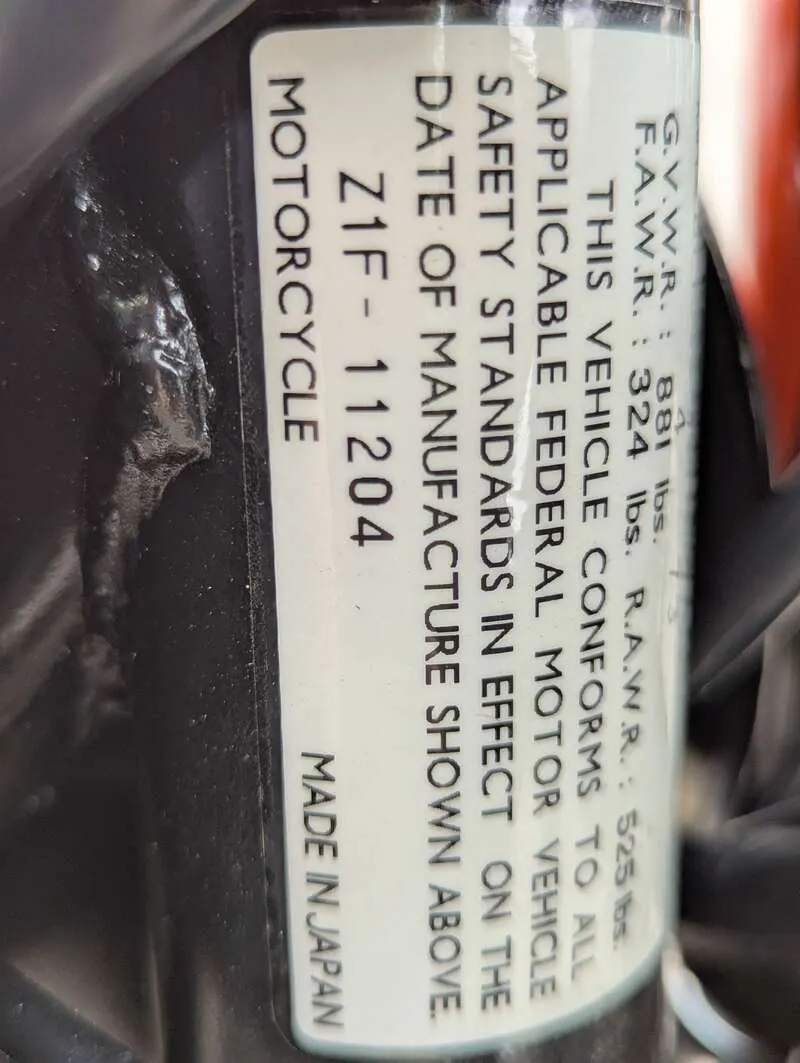 G.V.W.R. : 881 lbs.
F.A.W.R. : 324 lbs. R.A.W.R. : 525 lbs.
THIS VEHICLE CONFORMS TO ALL
APPLICABLE FEDERAL MOTOR VEHICLE
SAFETY STANDARDS IN EFFECT ON THE
DATE OF MANUFACTURE SHOWN ABOVE.
Z1F-11204
MOTORCYCLE MADE IN JAPAN